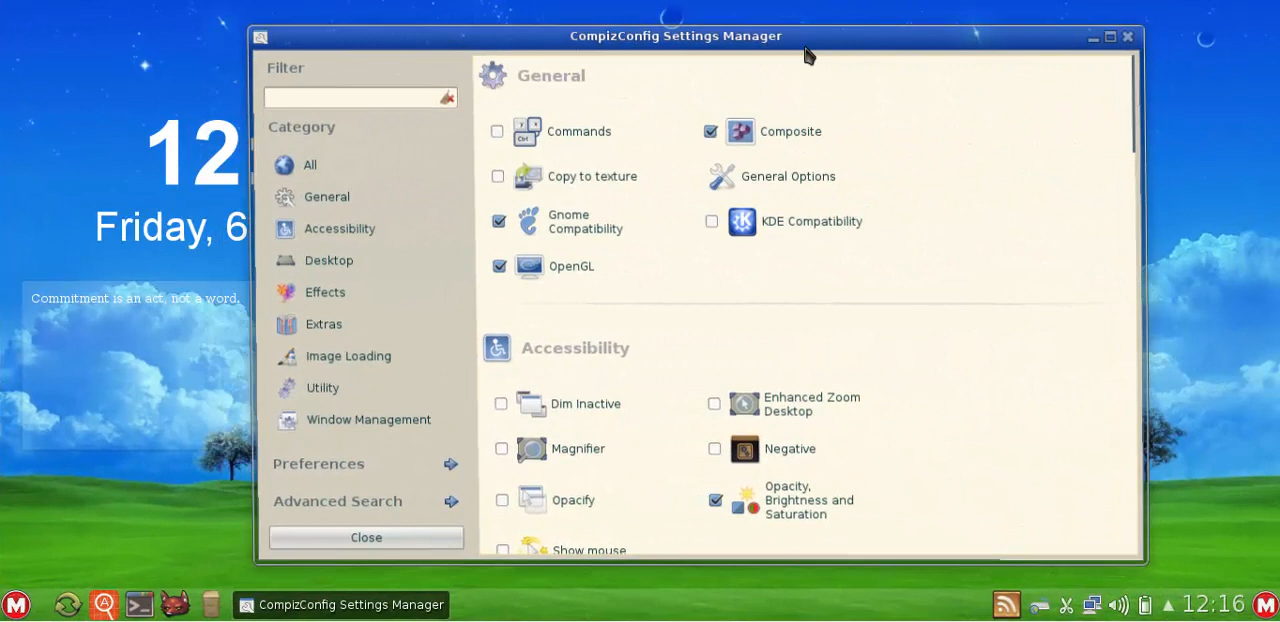 CompizConfig Settings Manager
12
Friday, 6
Commitment is an act, not a word.
Filter
Category
All
General
Accessibility
Desktop
Effects
Extras
Image Loading
Utility
Window Management
Preferences
Advanced Search
Close
General
Commands
Composite
Copy to texture
General Options
Gnome
Compatibility
KDE Compatibility
OpenGL
Accessibility
Dim Inactive
Enhanced Zoom
Desktop
Magnifier
Negative
Opacify
Opacity,
Brightness and
Saturation
Show mouse
M
CompizConfig Settings Manager
12:16
M